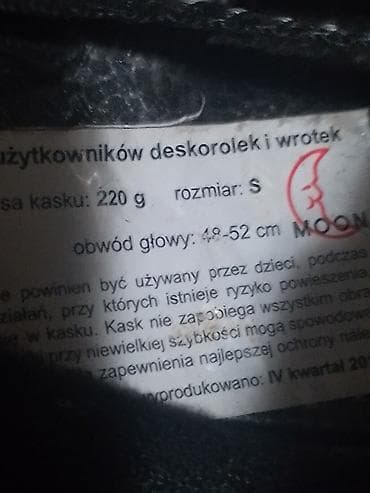 użytkowników deskorolek i wrotek
sa kasku: 220 g rozmiar: S
obwód głowy: 48-52 cm MOON
e powinien być używany przez dzieci, podczas
ziałań, przy których istnieje ryzyko powieszenia
w kasku. Kask nie zapobiega wszystkim obra
przy niewielkiej szybkości mogą spowodowa
zapewnienia najlepszej ochrony nale
wyprodukowano: IV kwartał 20